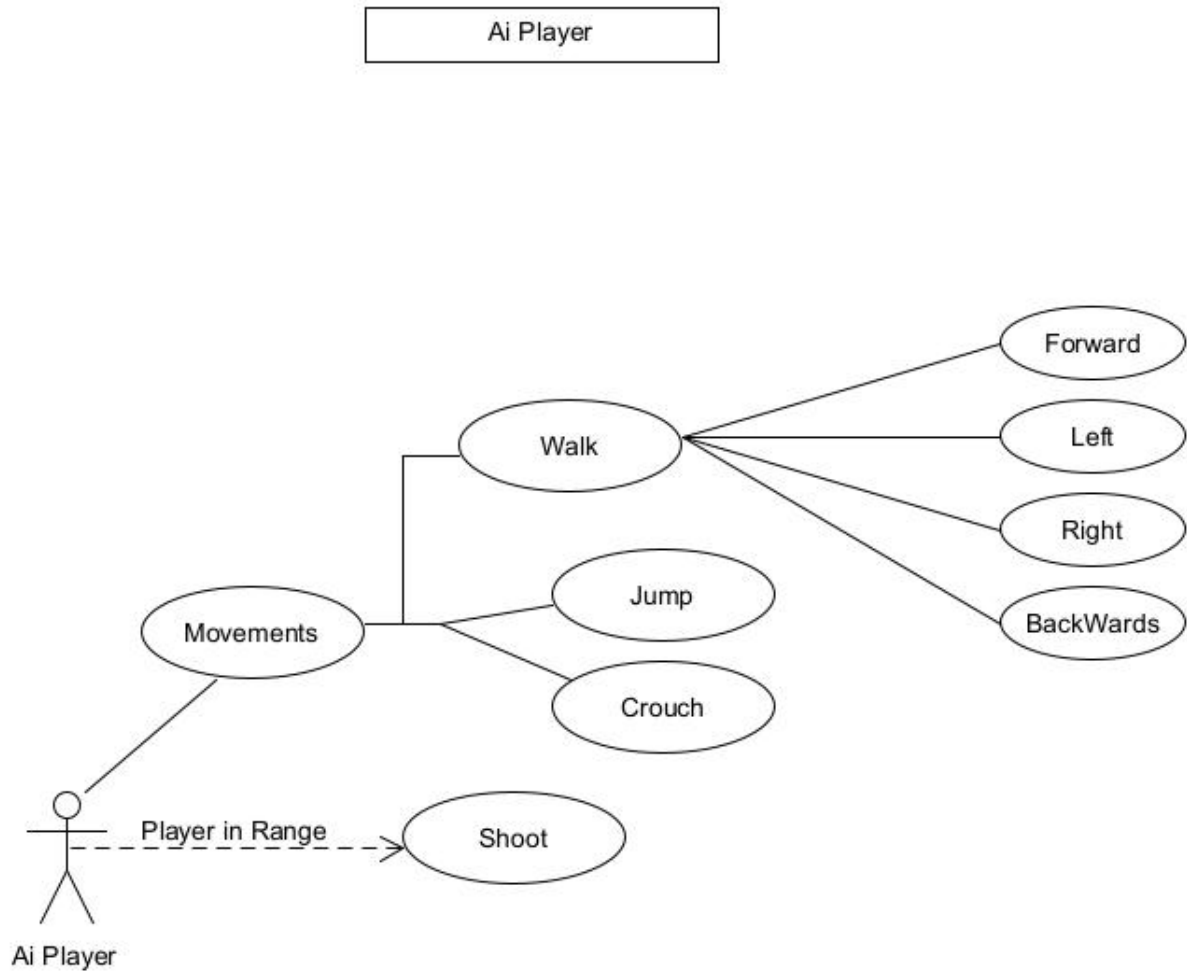 Ai Player
Forward
Walk
Left
Right
Jump
BackWards
Movements
Crouch
Player in Range
Shoot
Ai Player